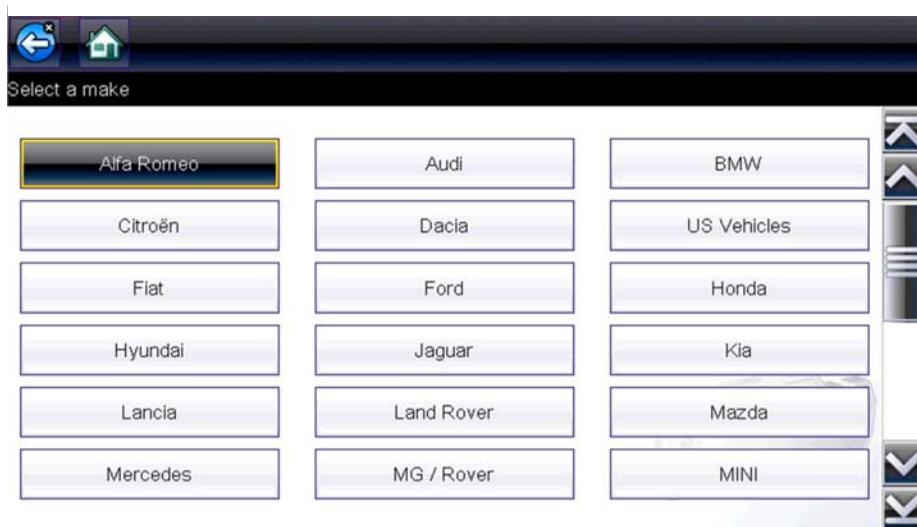 Select a make
Alfa Romeo Audi BMW
Citroën Dacia US Vehicles
Fiat Ford Honda
Hyundai Jaguar Kia
Lancia Land Rover Mazda
Mercedes MG / Rover MINI